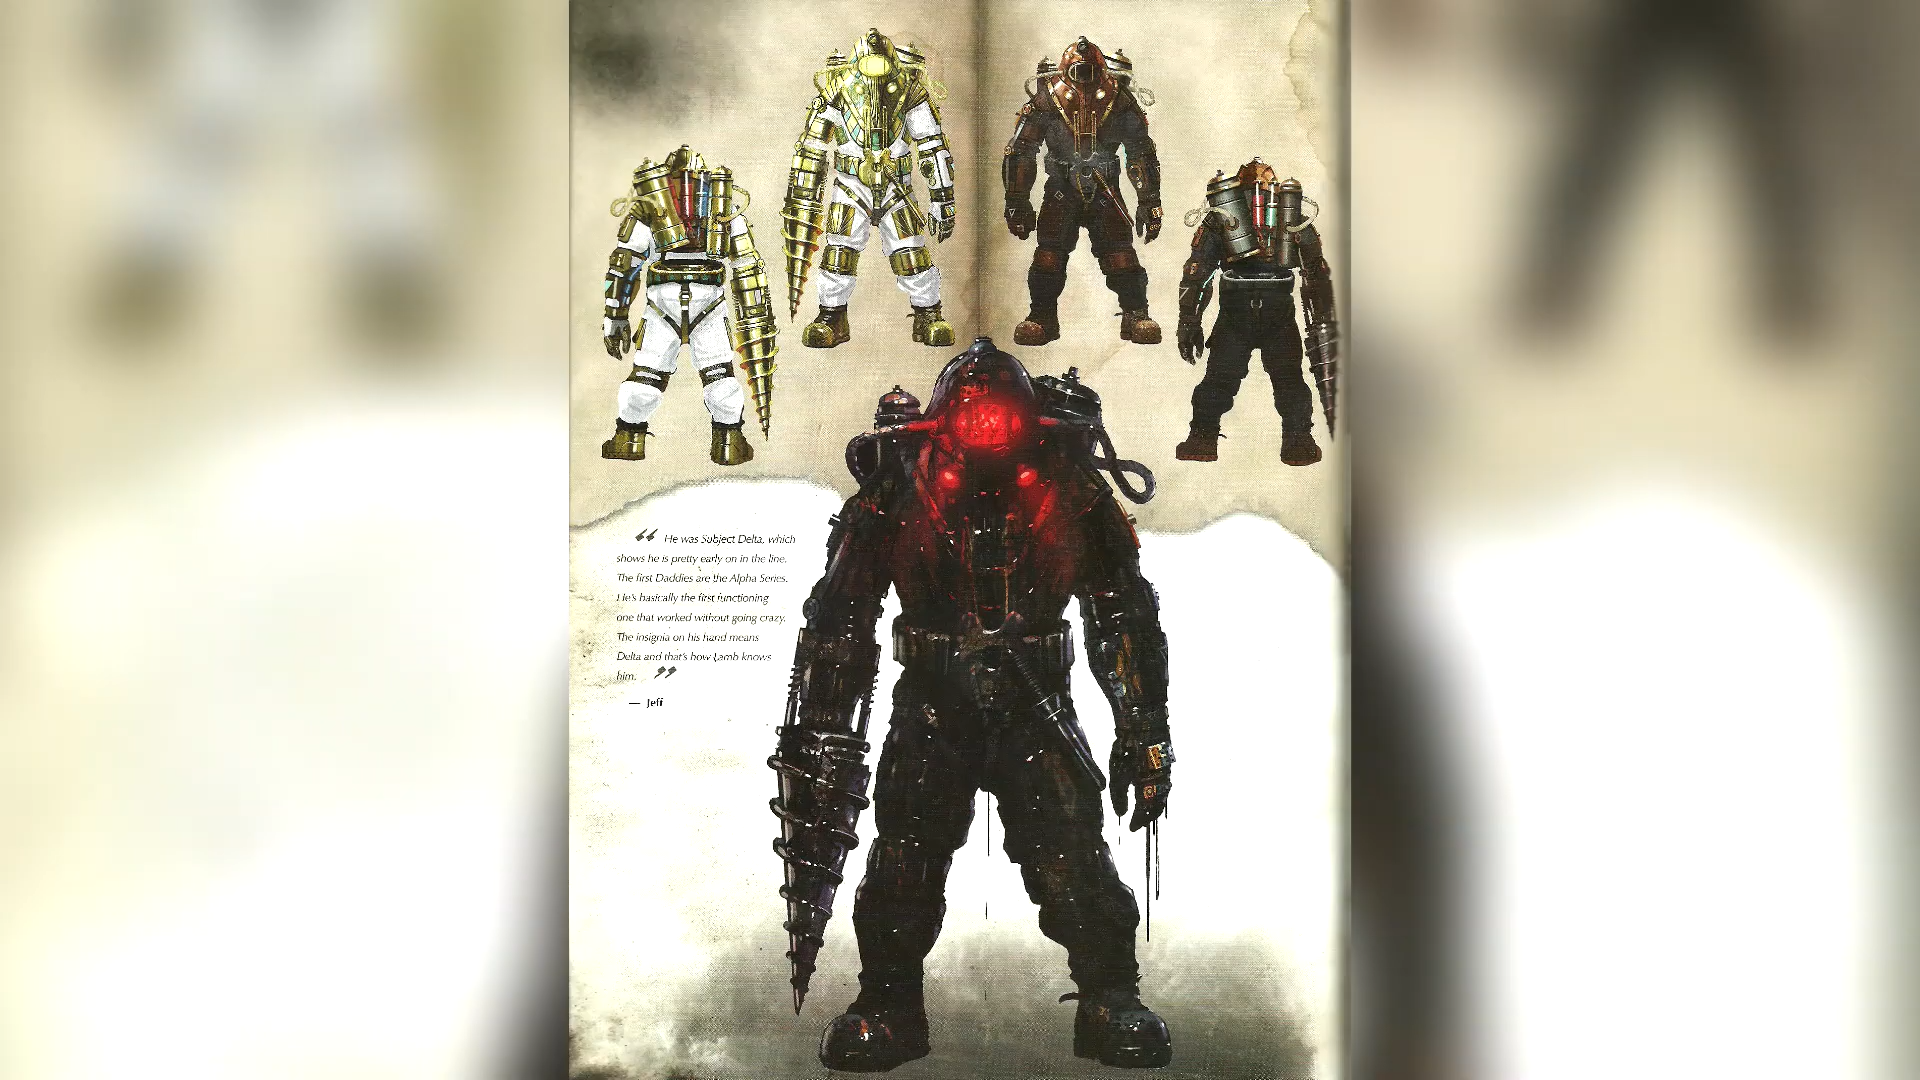 “ He was Subject Delta, which
shows he is pretty early on in the line.
The first Daddies are the Alpha Series.
He's basically the first functioning
one that worked without going crazy.
The insignia on his hand means
Delta and that's how Lamb knows
him. ”
— Jeff